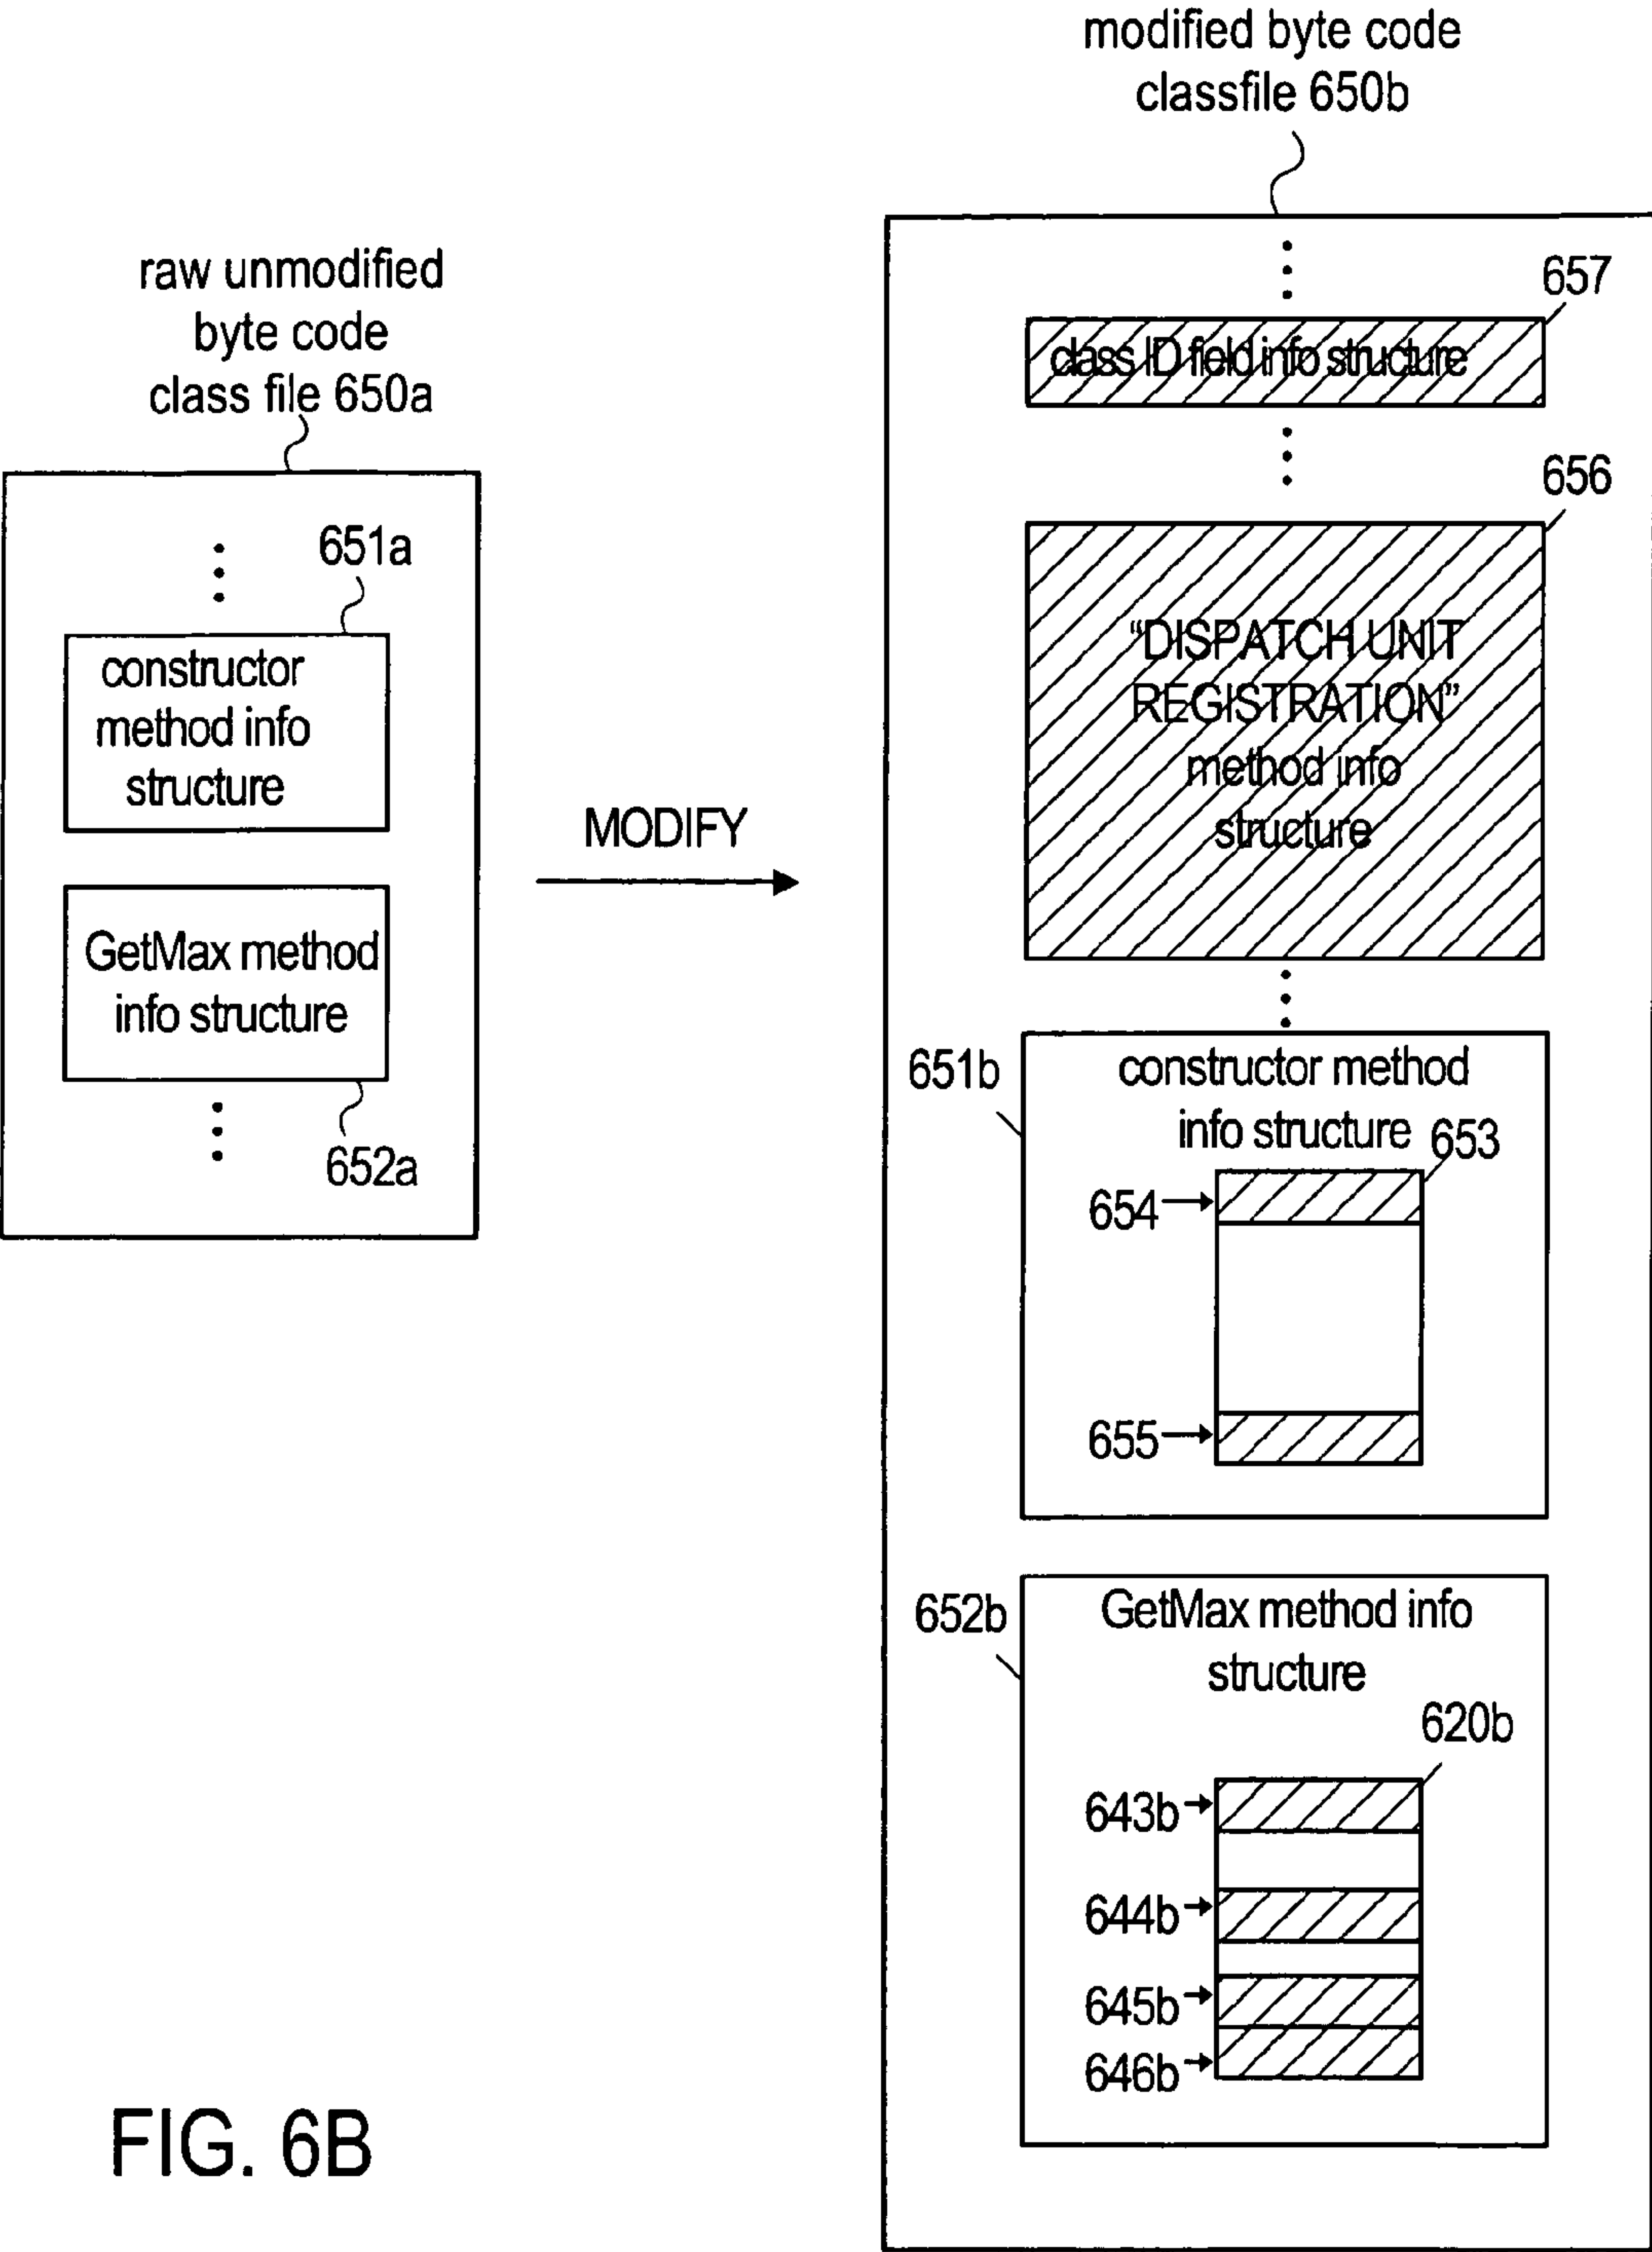 raw unmodified
byte code
class file 650a
651a
constructor
method info
structure
GetMax method
info structure
652a
MODIFY
modified byte code
classfile 650b
657
class ID field info structure
656
“DISPATCH UNIT
REGISTRATION”
method info
structure
651b
constructor method
info structure
653
654
655
652b
GetMax method info
structure
620b
643b
644b
645b
646b
FIG. 6B